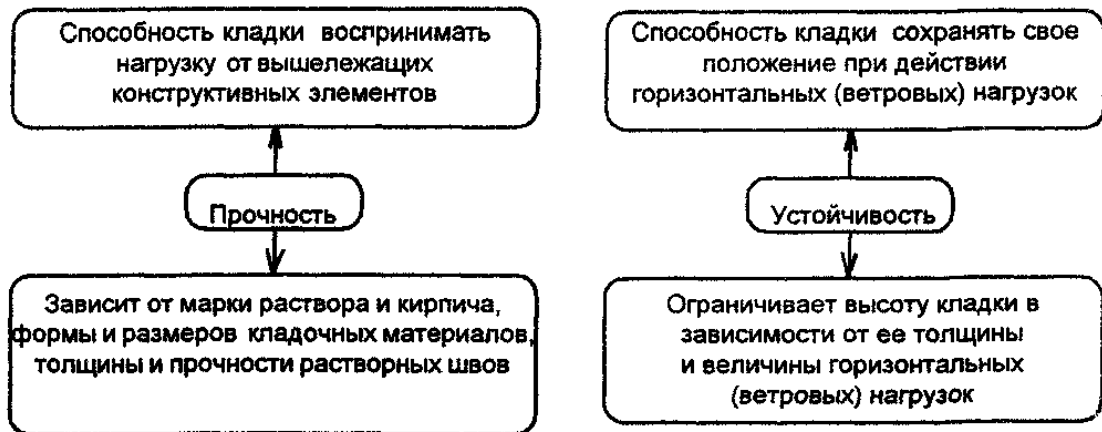 Способность кладки воспринимать
нагрузку от вышележащих
конструктивных элементов
Прочность
Зависит от марки раствора и кирпича,
формы и размеров кладочных материалов,
толщины и прочности растворных швов
Способность кладки сохранять свое
положение при действии
горизонтальных (ветровых) нагрузок
Устойчивость
Ограничивает высоту кладки в
зависимости от ее толщины
и величины горизонтальных
(ветровых) нагрузок